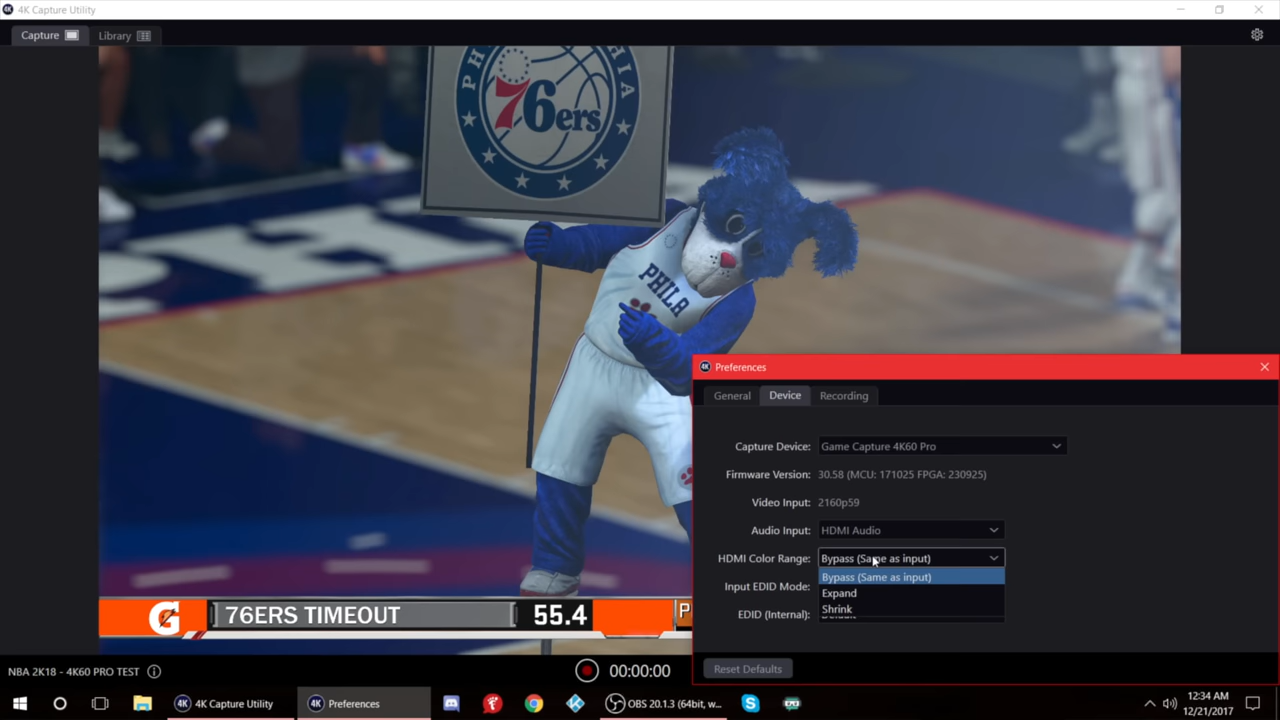 4K Capture Utility
Capture
Library
PHILA
76ers
PHILA
Preferences
General
Device
Recording
Capture Device: Game Capture 4K60 Pro
Firmware Version: 30.58 (MCU: 171025 FPGA: 230925)
Video Input: 2160p59
Audio Input: HDMI Audio
HDMI Color Range: Bypass (Same as input)
Bypass (Same as input)
Input EDID Mode:
Expand
Shrink
EDID (Internal): Default
Reset Defaults
G 76ERS TIMEOUT 55.4 P
NBA 2K18 - 4K60 PRO TEST
00:00:00
4K Capture Utility
Preferences
OBS 20.1.3 (64bit, w...
12:34 AM
12/21/2017